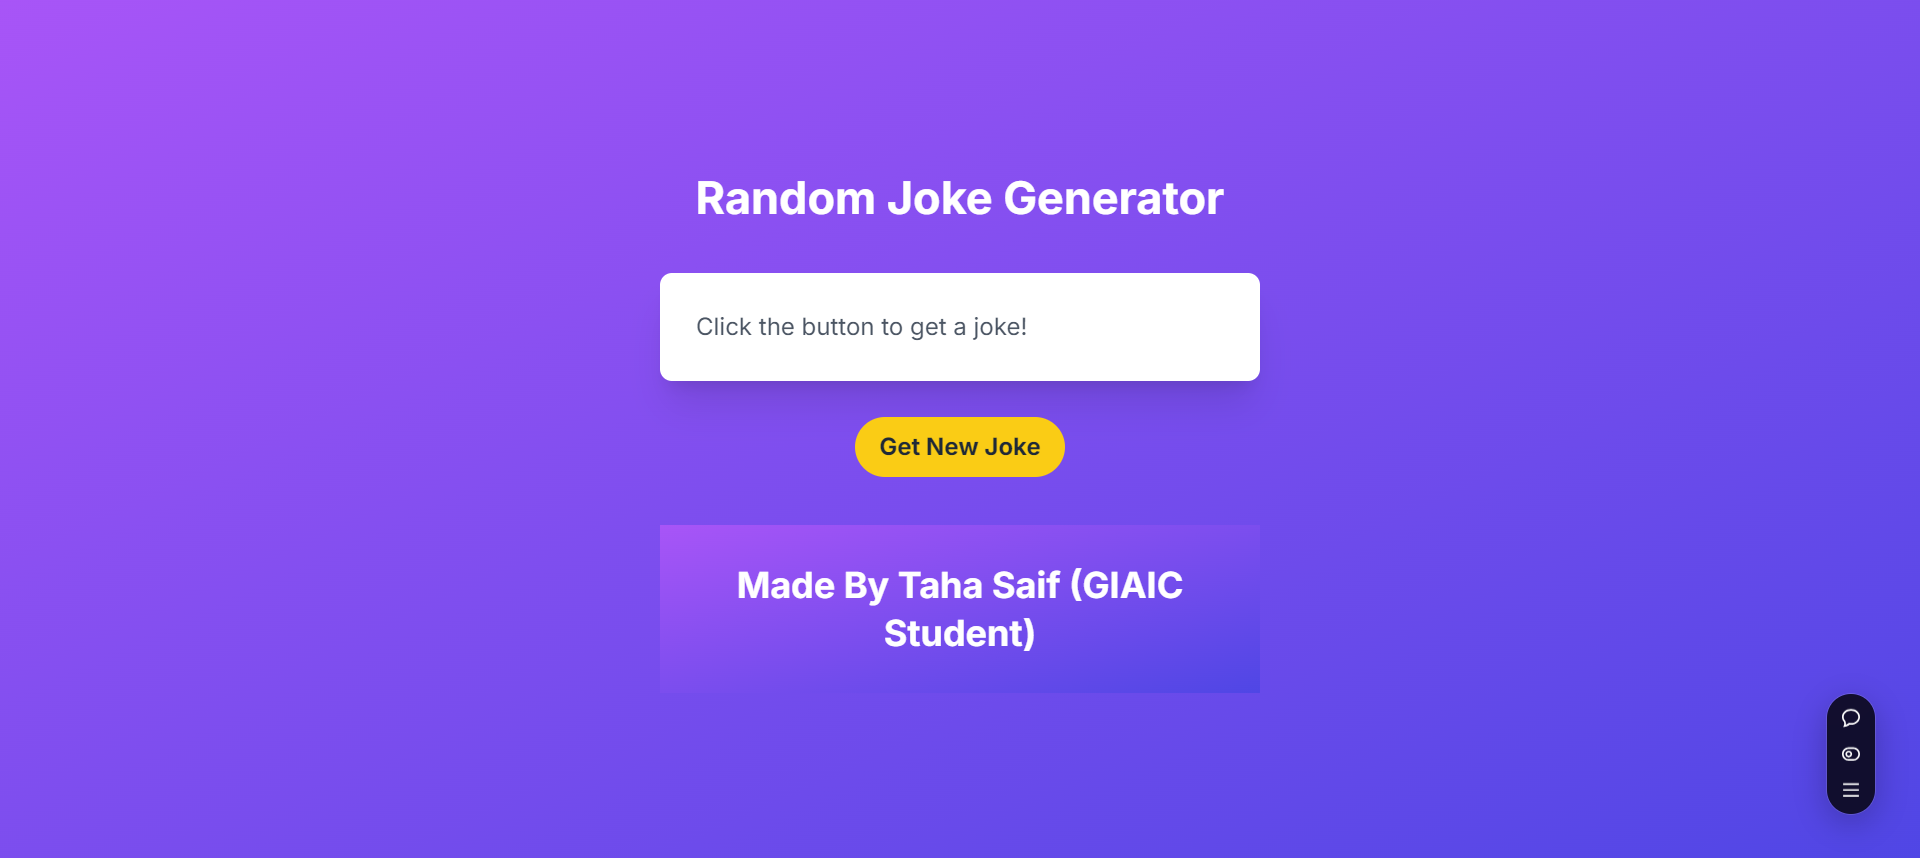 Random Joke Generator
Click the button to get a joke!
Get New Joke
Made By Taha Saif (GIAIC
Student)